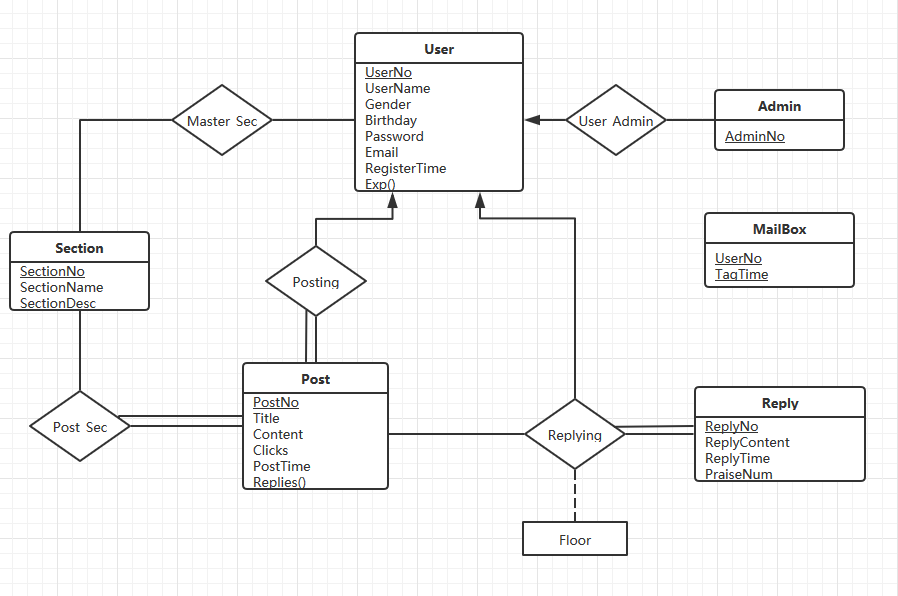 User
UserNo
UserName
Gender
Birthday
Password
Email
RegisterTime
Exp()
Master Sec
User Admin
Admin
AdminNo
MailBox
UserNo
TagTime
Section
SectionNo
SectionName
SectionDesc
Posting
Post
PostNo
Title
Content
Clicks
PostTime
Replies()
Post Sec
Replying
Reply
ReplyNo
ReplyContent
ReplyTime
PraiseNum
Floor